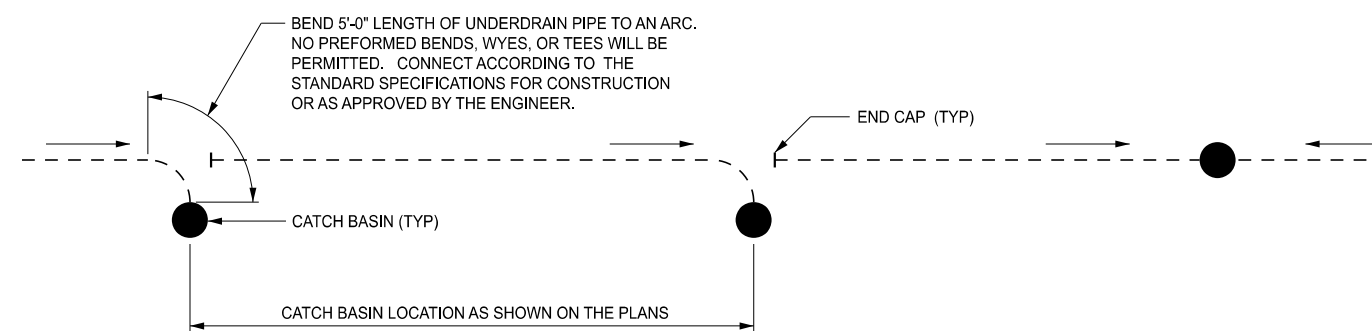 BEND 5'-0" LENGTH OF UNDERDRAIN PIPE TO AN ARC.
NO PREFORMED BENDS, WYES, OR TEES WILL BE
PERMITTED. CONNECT ACCORDING TO THE
STANDARD SPECIFICATIONS FOR CONSTRUCTION
OR AS APPROVED BY THE ENGINEER.
END CAP (TYP)
CATCH BASIN (TYP)
CATCH BASIN LOCATION AS SHOWN ON THE PLANS